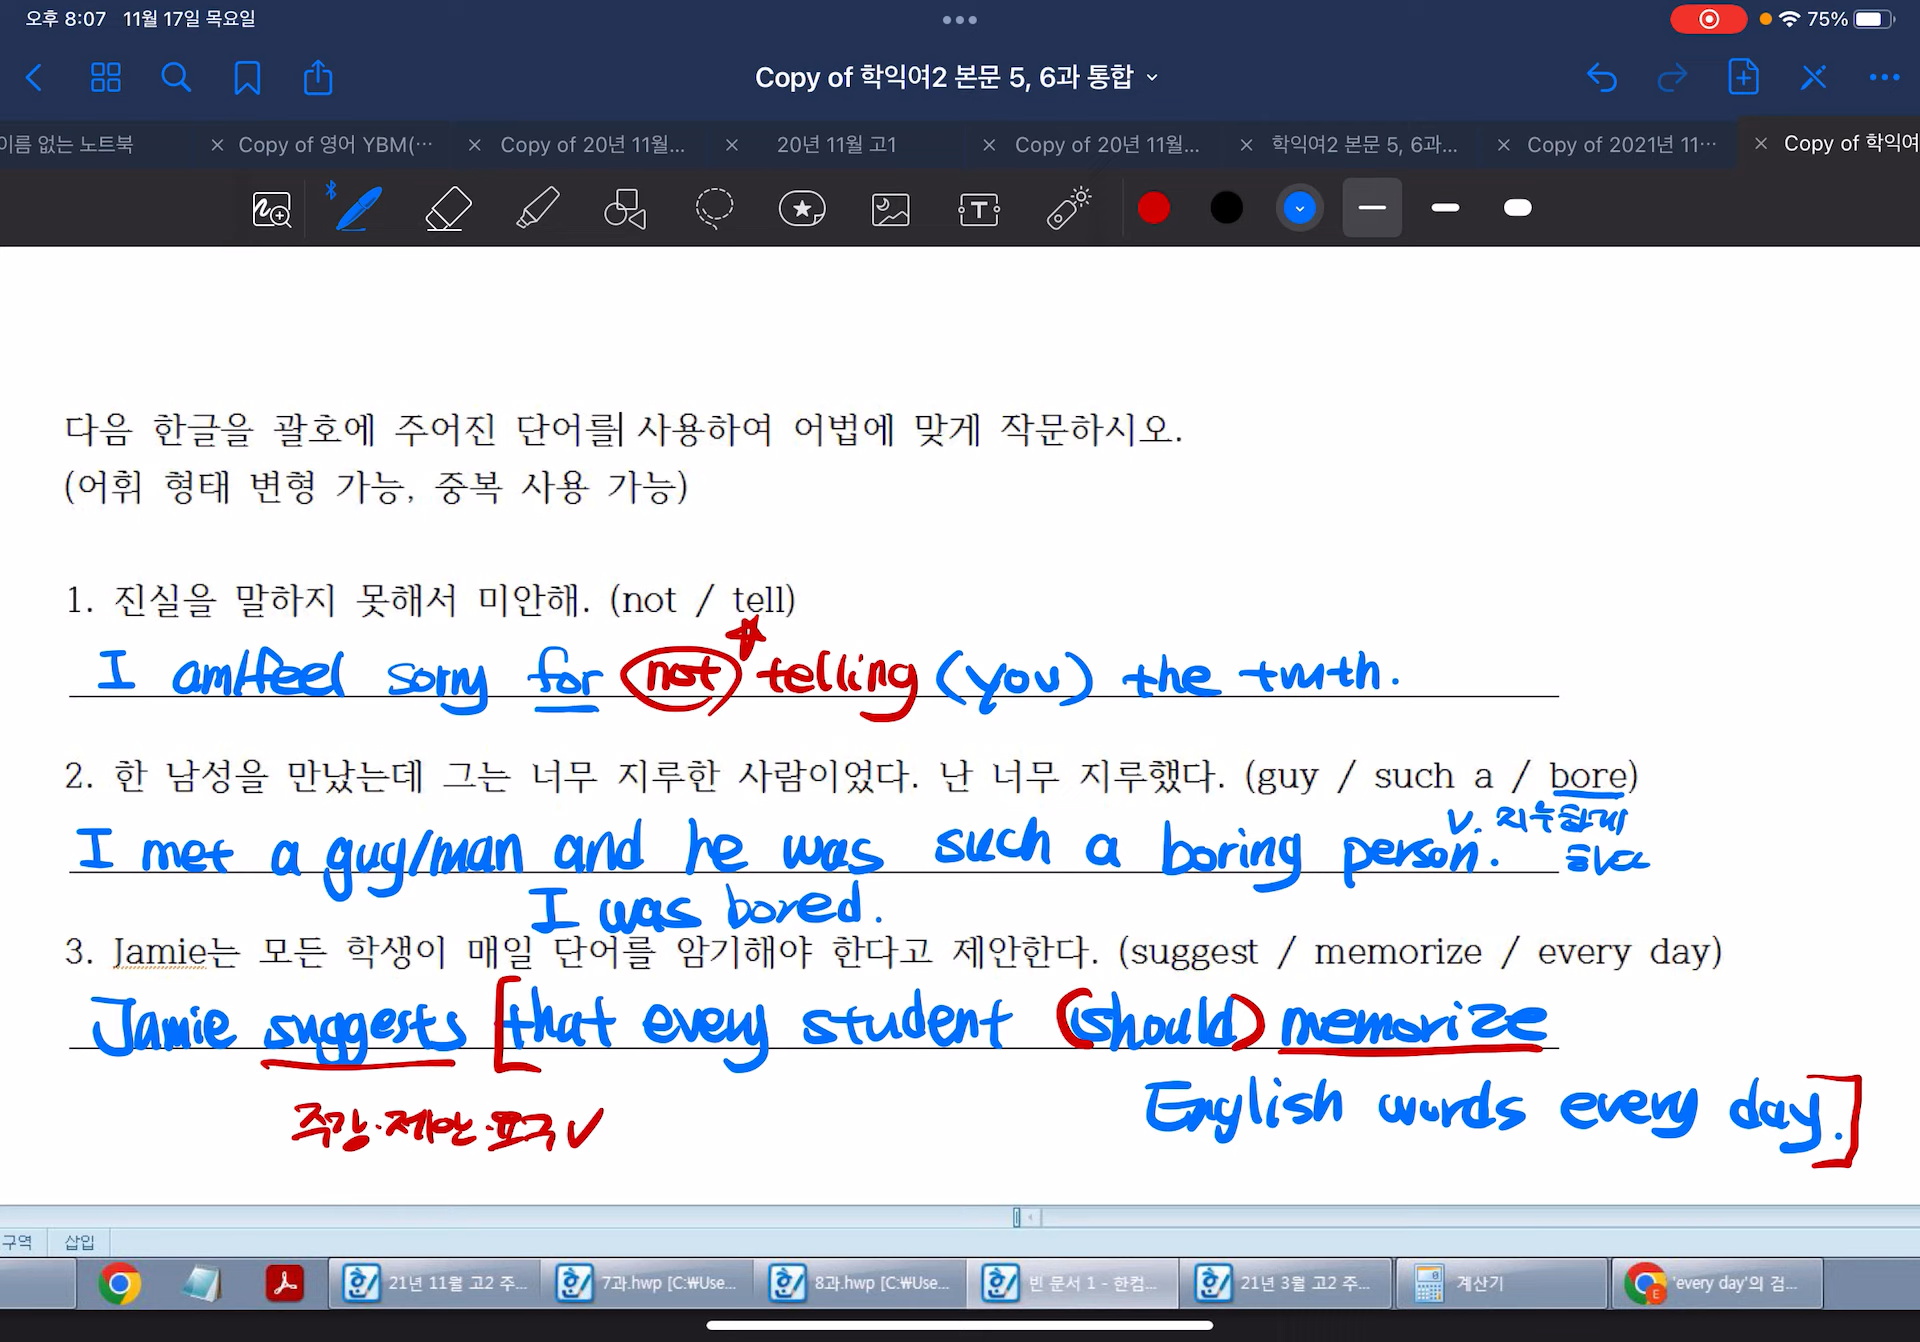 오후 8:07 11월 17일 목요일
75%
Copy of 학익여2 본문 5, 6과 통합
이름 없는 노트북
Copy of 영어 YBM(…
Copy of 20년 11월...
20년 11월 고1
Copy of 20년 11월...
학익여2 본문 5, 6과...
Copy of 2021년 11…
Copy of 학익여
다음 한글을 괄호에 주어진 단어를 사용하여 어법에 맞게 작문하시오.
(어휘 형태 변형 가능, 중복 사용 가능)
1. 진실을 말하지 못해서 미안해. (not / tell)
I am/feel sorry for not telling (you) the truth.
2. 한 남성을 만났는데 그는 너무 지루한 사람이었다. 난 너무 지루했다. (guy / such a / bore)
v. 지루하게
I met a guy/man and he was such a boring person.
하다
I was bored.
3. Jamie는 모든 학생이 매일 단어를 암기해야 한다고 제안한다. (suggest / memorize / every day)
Jamie suggests [that every student (should) memorize
English words every day.]
주장·제안·요구 v
구역 삽입
21년 11월 고2 주...
7과.hwp [C:₩Use...
8과.hwp [C:₩Use...
빈 문서 1 - 한컴...
21년 3월 고2 주...
계산기
'every day'의 검...